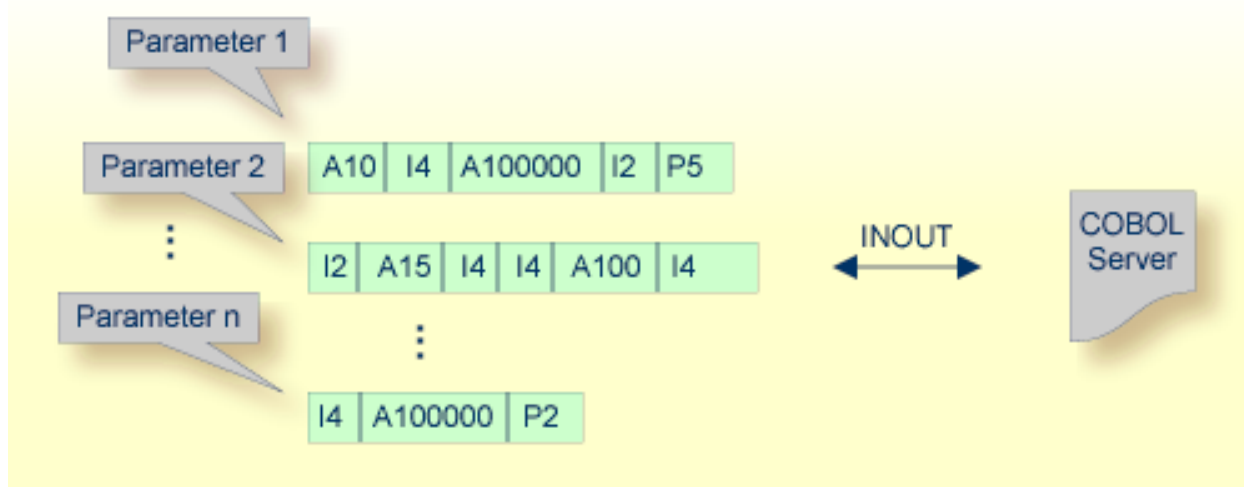 Parameter 1
A10 I4 A100000 I2 P5
Parameter 2
I2 A15 I4 I4 A100 I4
INOUT
COBOL
Server
Parameter n
I4 A100000 P2